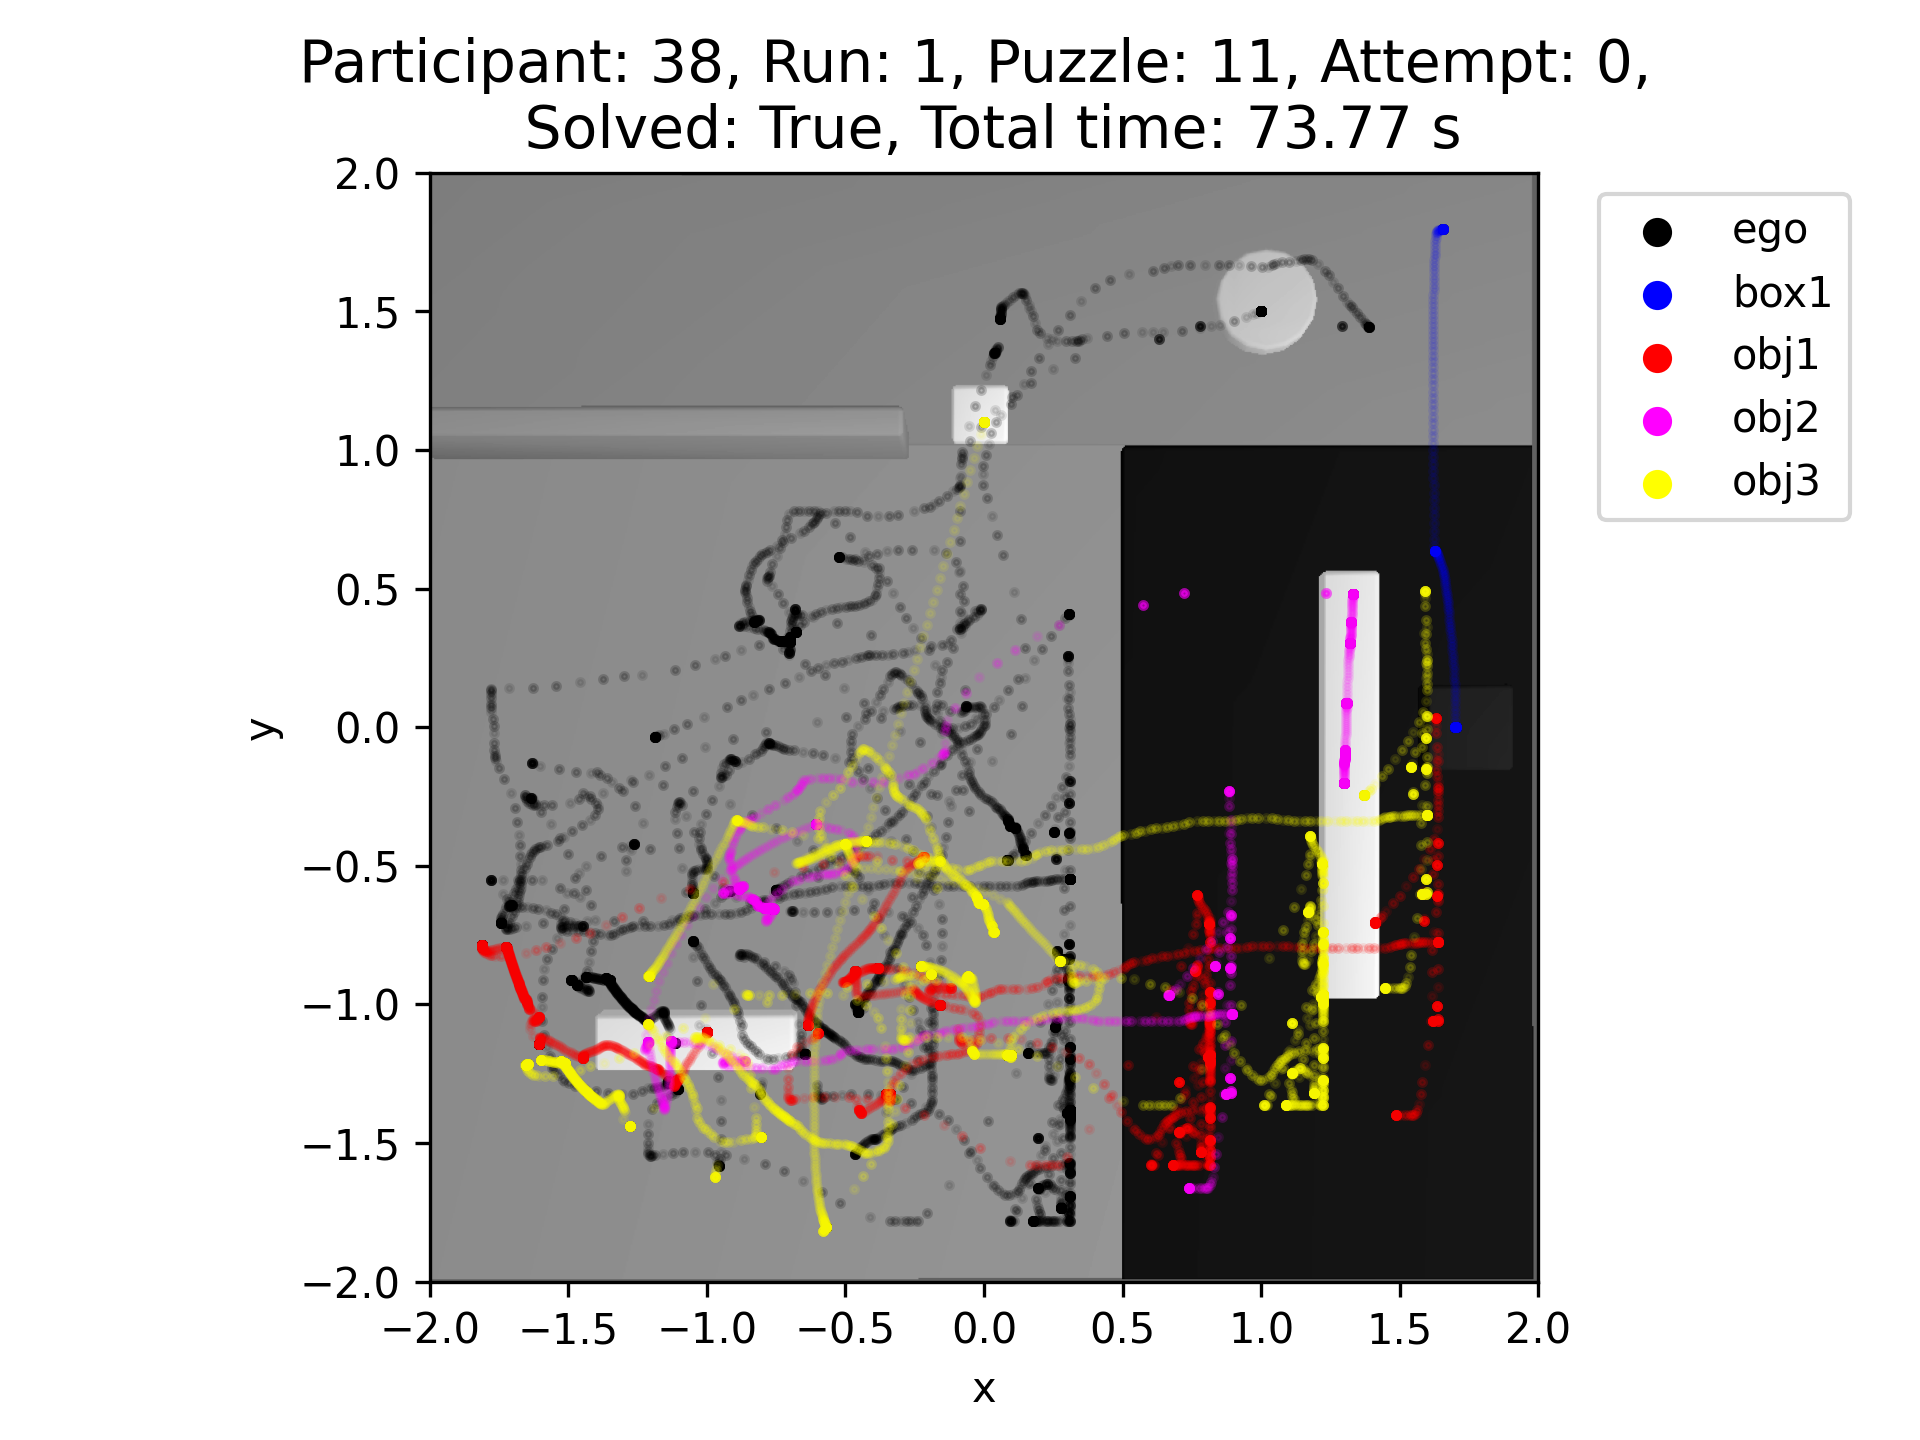 Participant: 38, Run: 1, Puzzle: 11, Attempt: 0,
Solved: True, Total time: 73.77 s
2.0
1.5
1.0
0.5
0.0
−0.5
−1.0
−1.5
−2.0
y
−2.0 −1.5 −1.0 −0.5 0.0 0.5 1.0 1.5 2.0
x
ego
box1
obj1
obj2
obj3